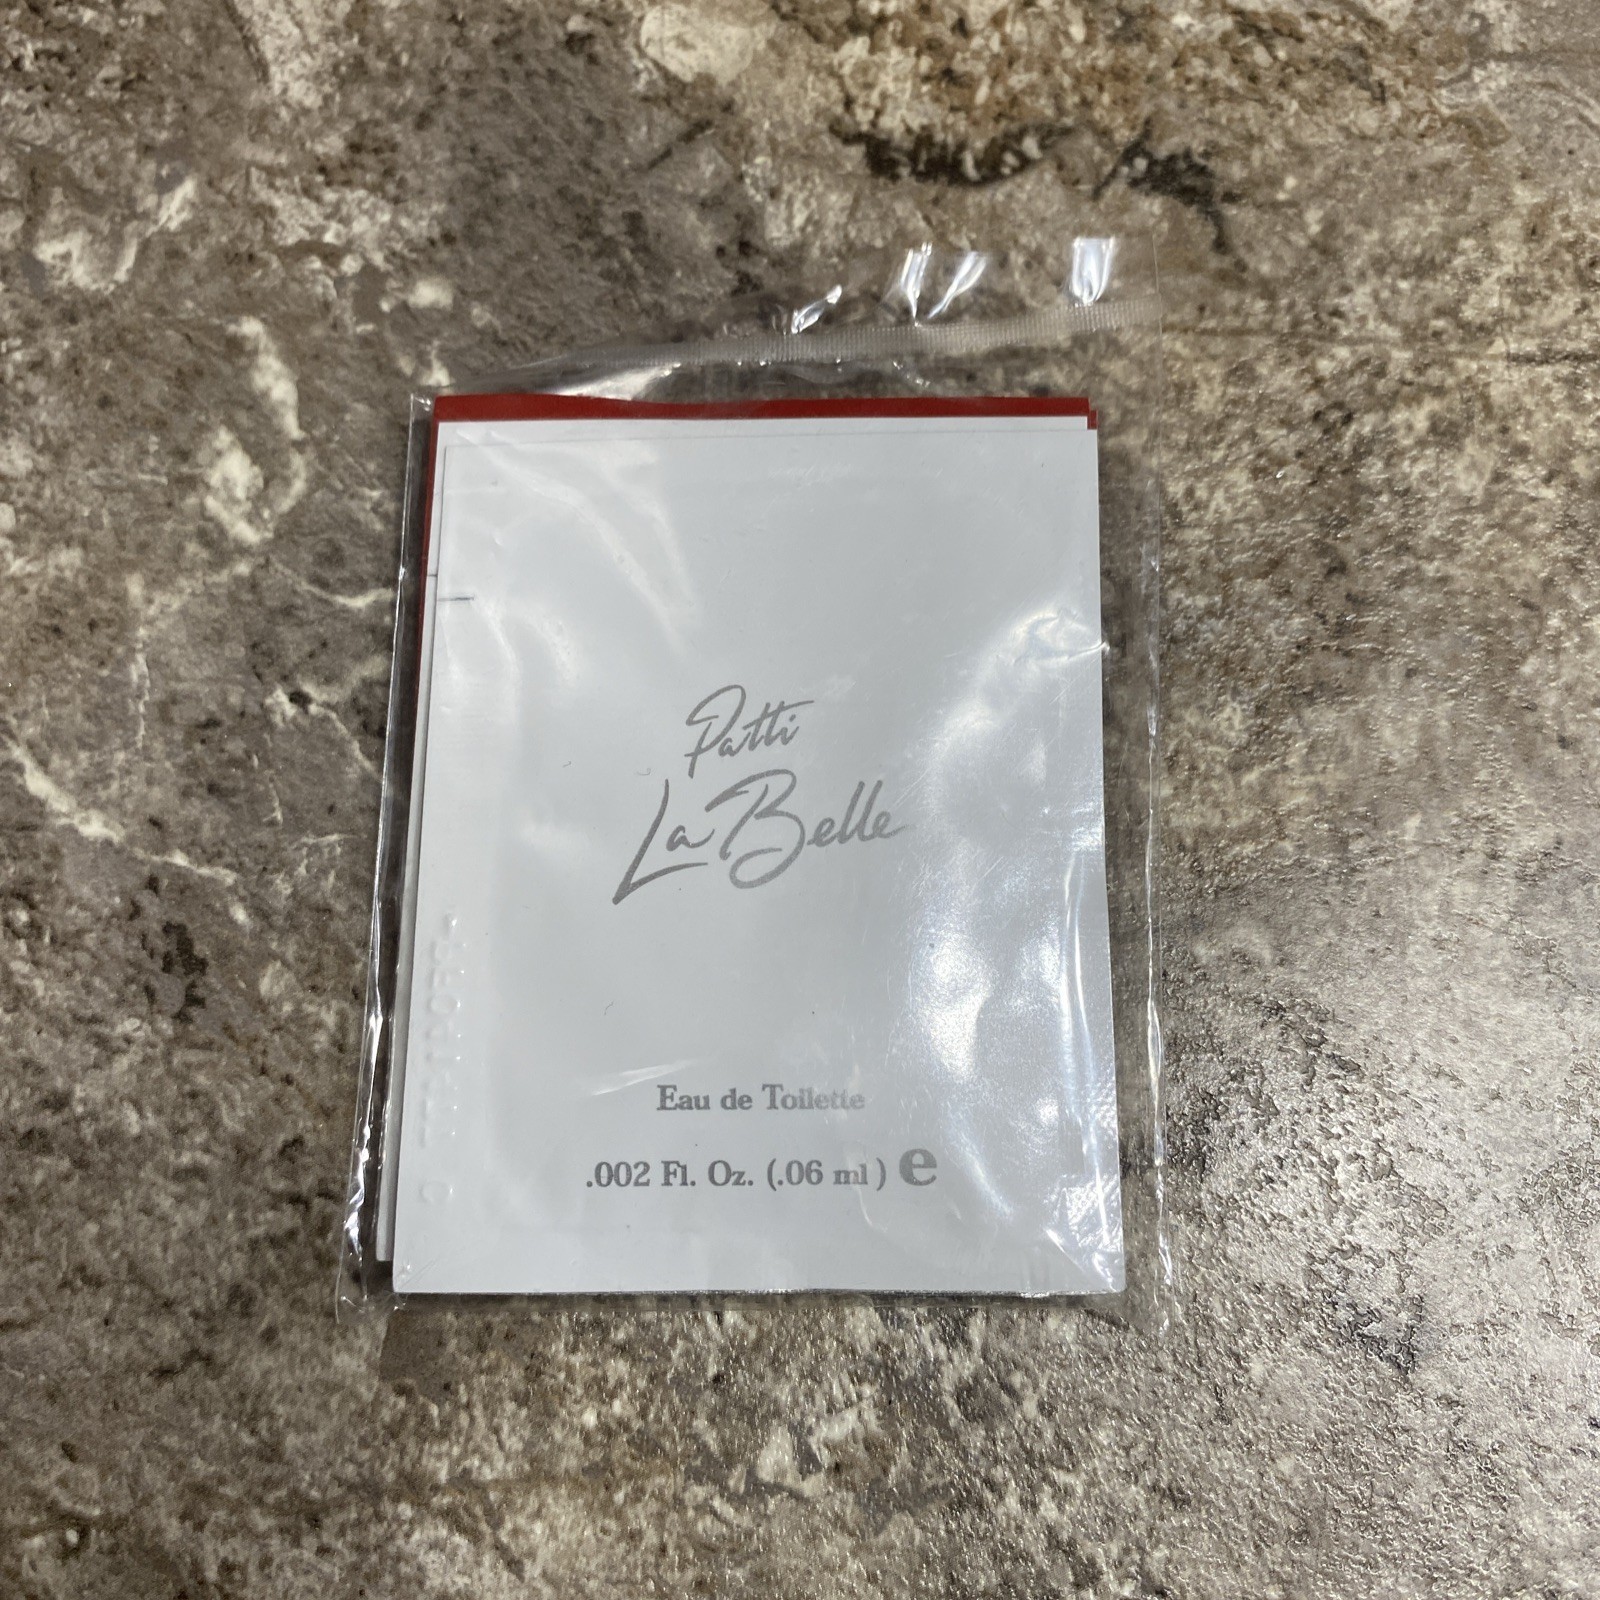 Patti
LaBelle
Eau de Toilette
.002 Fl. Oz. (.06 ml) e